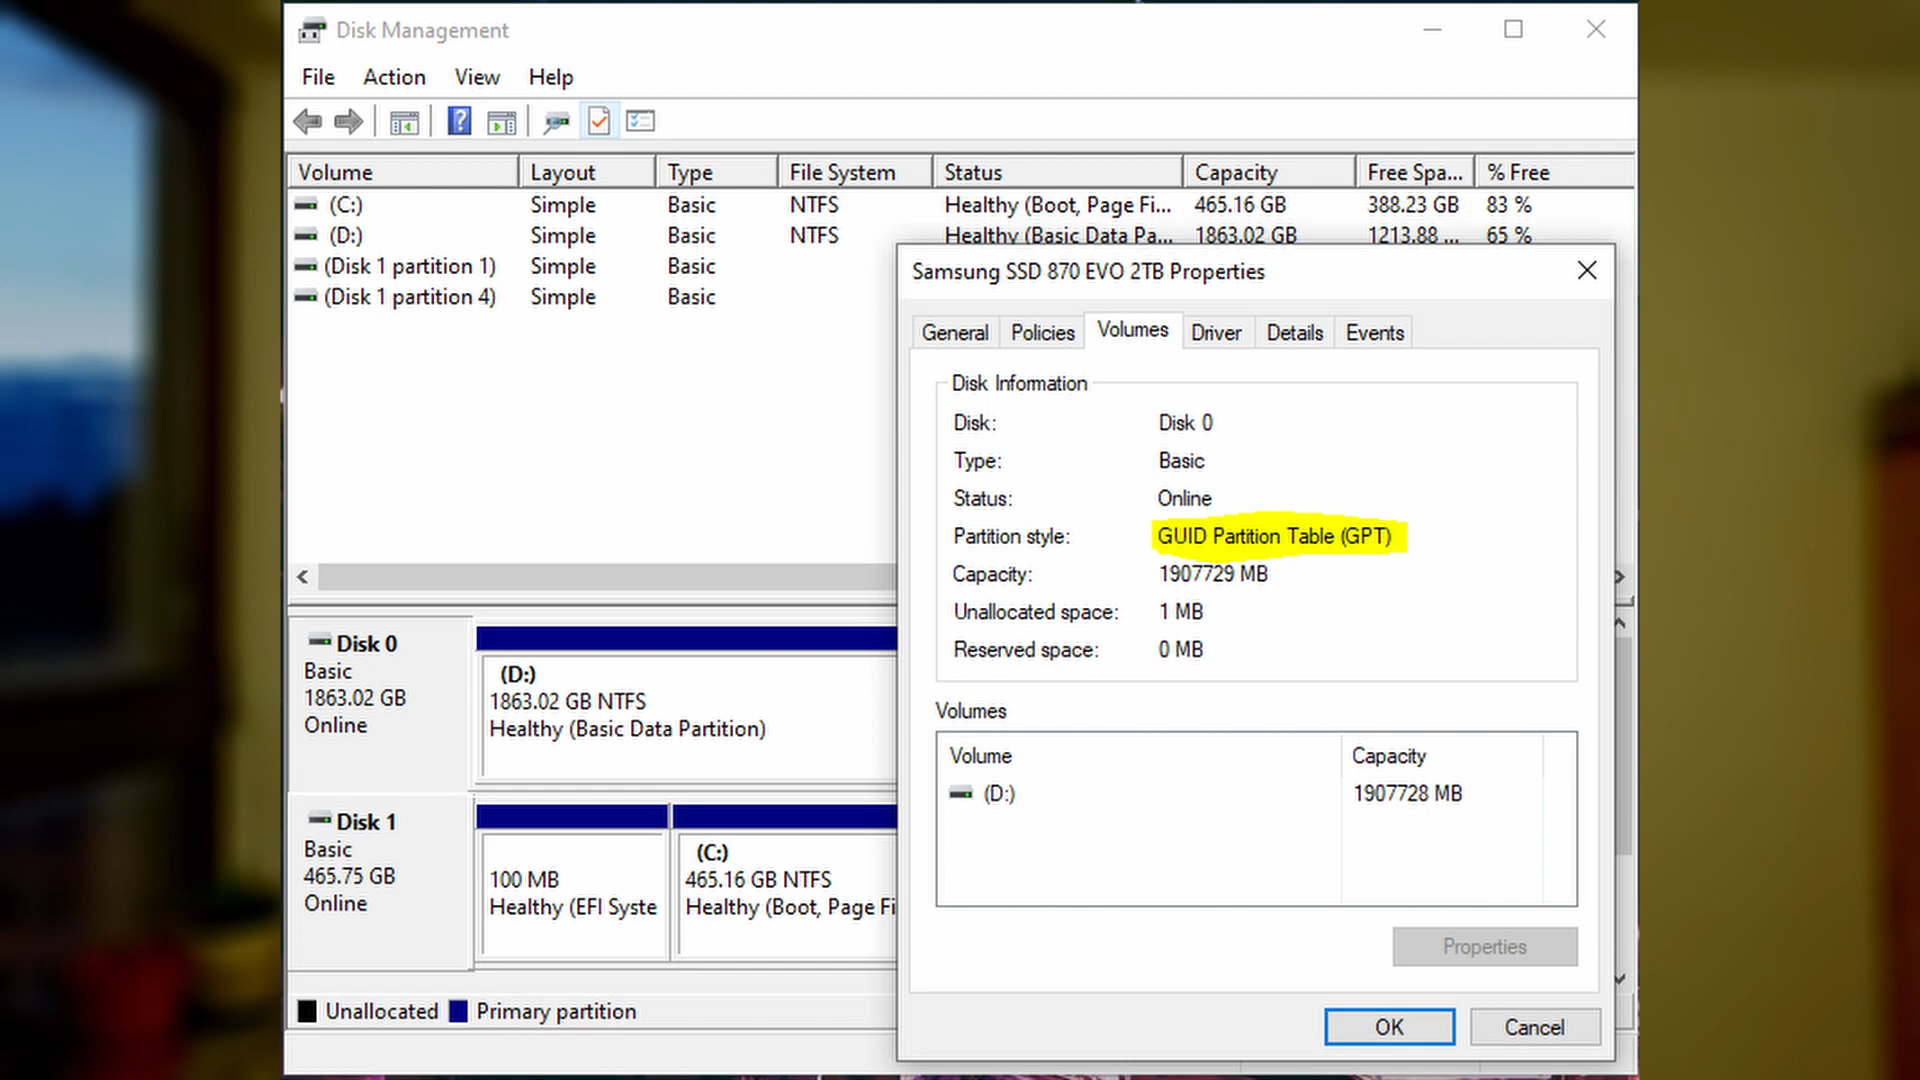 Disk Management
File Action View Help
Volume Layout Type File System Status Capacity Free Spa... % Free
(C:) Simple Basic NTFS Healthy (Boot, Page Fi... 465.16 GB 388.23 GB 83 %
(D:) Simple Basic NTFS Healthy (Basic Data Pa... 1863.02 GB 1213.88 ... 65 %
(Disk 1 partition 1) Simple Basic
(Disk 1 partition 4) Simple Basic
Disk 0
Basic
1863.02 GB
Online
(D:)
1863.02 GB NTFS
Healthy (Basic Data Partition)
Disk 1
Basic
465.75 GB
Online
100 MB
Healthy (EFI Syste
(C:)
465.16 GB NTFS
Healthy (Boot, Page Fi
Unallocated Primary partition
Samsung SSD 870 EVO 2TB Properties
General Policies Volumes Driver Details Events
Disk Information
Disk: Disk 0
Type: Basic
Status: Online
Partition style: GUID Partition Table (GPT)
Capacity: 1907729 MB
Unallocated space: 1 MB
Reserved space: 0 MB
Volumes
Volume Capacity
(D:) 1907728 MB
Properties
OK Cancel